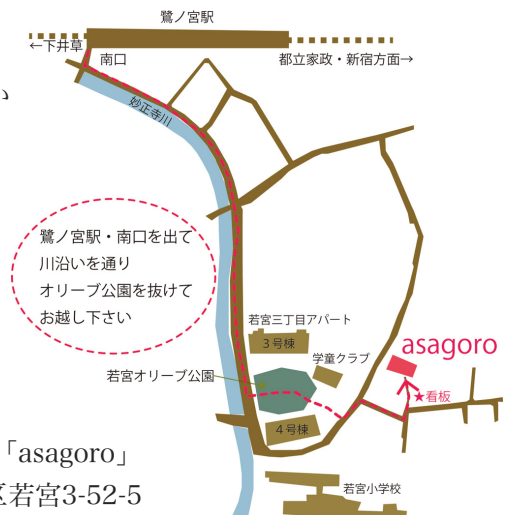 鷺ノ宮駅
←下井草
南口
都立家政・新宿方面→
い
妙正寺川
鷺ノ宮駅・南口を出て
川沿いを通り
オリーブ公園を抜けて
お越し下さい
若宮三丁目アパート
3号棟
学童クラブ
asagoro
若宮オリーブ公園
★看板
4号棟
「asagoro」
区若宮3-52-5
若宮小学校